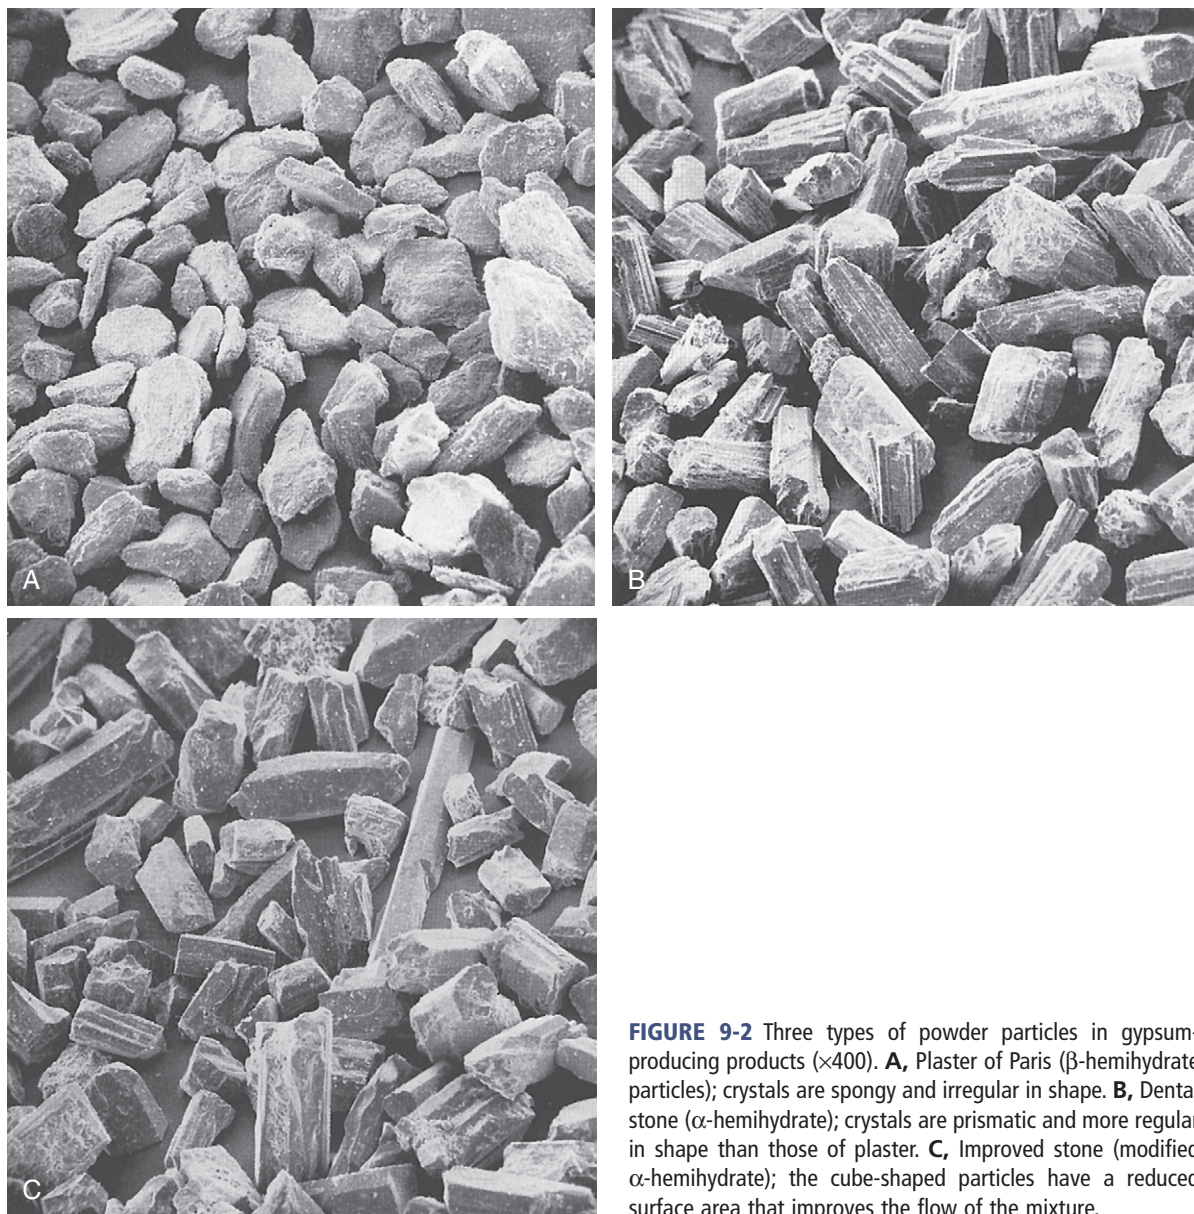 A
B
C
FIGURE 9-2 Three types of powder particles in gypsum-
producing products (×400). A, Plaster of Paris (β-hemihydrate
particles); crystals are spongy and irregular in shape. B, Denta
stone (α-hemihydrate); crystals are prismatic and more regular
in shape than those of plaster. C, Improved stone (modified
α-hemihydrate); the cube-shaped particles have a reduced
surface area that improves the flow of the mixture.